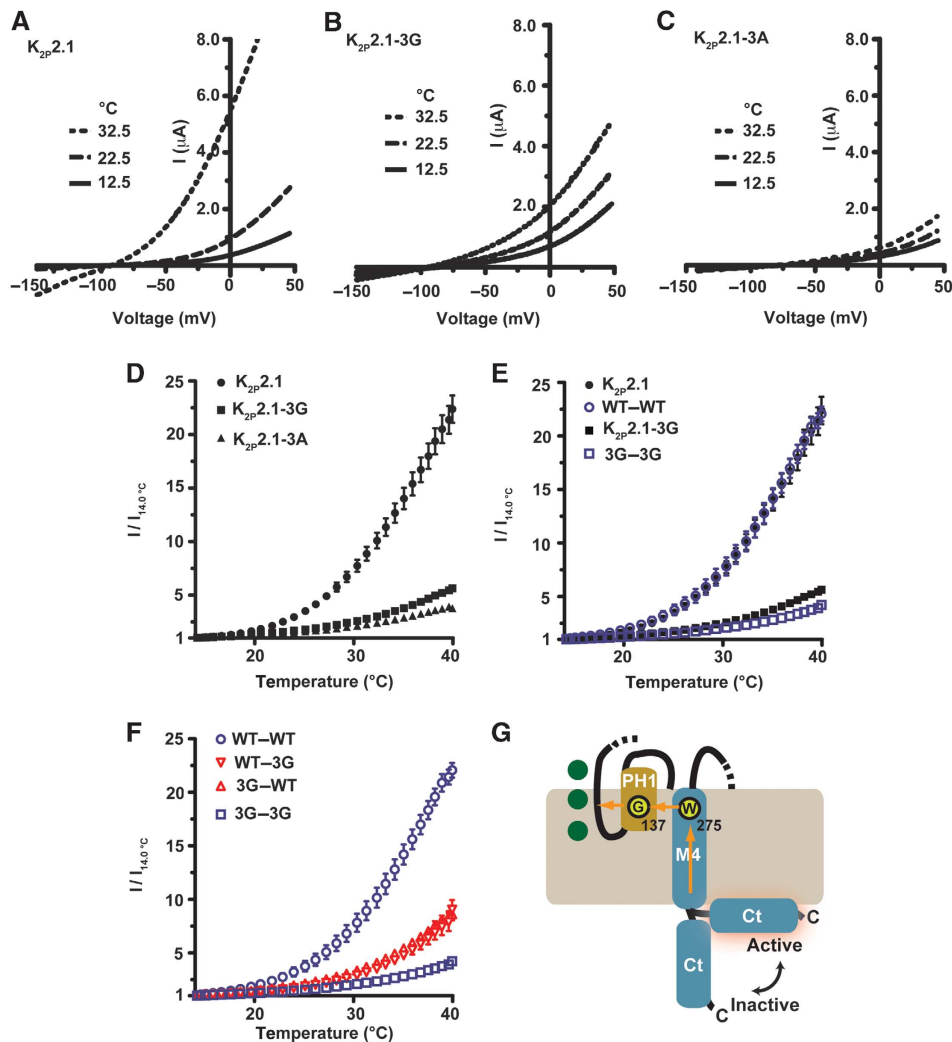 A
K2P2.1
°C
32.5
22.5
12.5
I (μA)
8.0
6.0
4.0
2.0
−150 −100 −50 0 50
Voltage (mV)
B
K2P2.1-3G
°C
32.5
22.5
12.5
I (μA)
8.0
6.0
4.0
2.0
−150 −100 −50 0 50
Voltage (mV)
C
K2P2.1-3A
°C
32.5
22.5
12.5
I (μA)
8.0
6.0
4.0
2.0
−150 −100 −50 0 50
Voltage (mV)
D
K2P2.1
K2P2.1-3G
K2P2.1-3A
I / I14.0 °C
25
20
15
10
5
1
20 30 40
Temperature (°C)
E
K2P2.1
WT–WT
K2P2.1-3G
3G–3G
I / I14.0 °C
25
20
15
10
5
1
20 30 40
Temperature (°C)
F
WT–WT
WT–3G
3G–WT
3G–3G
I / I14.0 °C
25
20
15
10
5
1
20 30 40
Temperature (°C)
G
PH1
G
137
W
275
M4
Ct
C
Active
Ct
Inactive
C